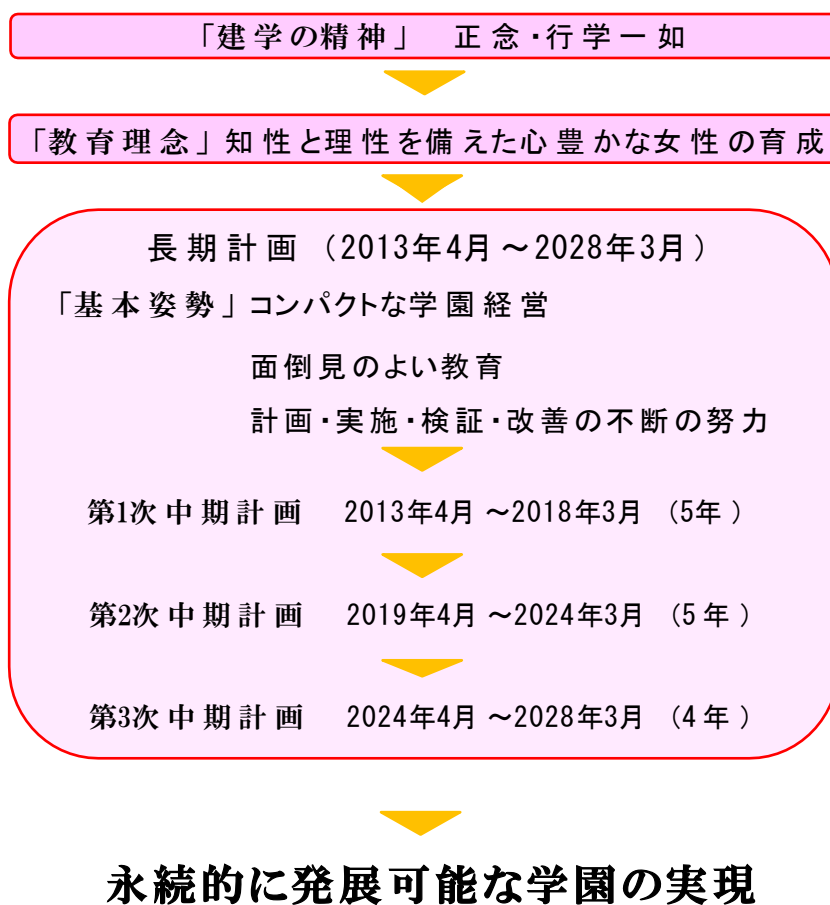 「建学の精神」　正念・行学一如
「教育理念」知性と理性を備えた心豊かな女性の育成
長期計画（2013年4月～2028年3月）
「基本姿勢」コンパクトな学園経営
面倒見のよい教育
計画・実施・検証・改善の不断の努力
第1次中期計画　2013年4月～2018年3月（5年）
第2次中期計画　2019年4月～2024年3月（5年）
第3次中期計画　2024年4月～2028年3月（4年）
永続的に発展可能な学園の実現